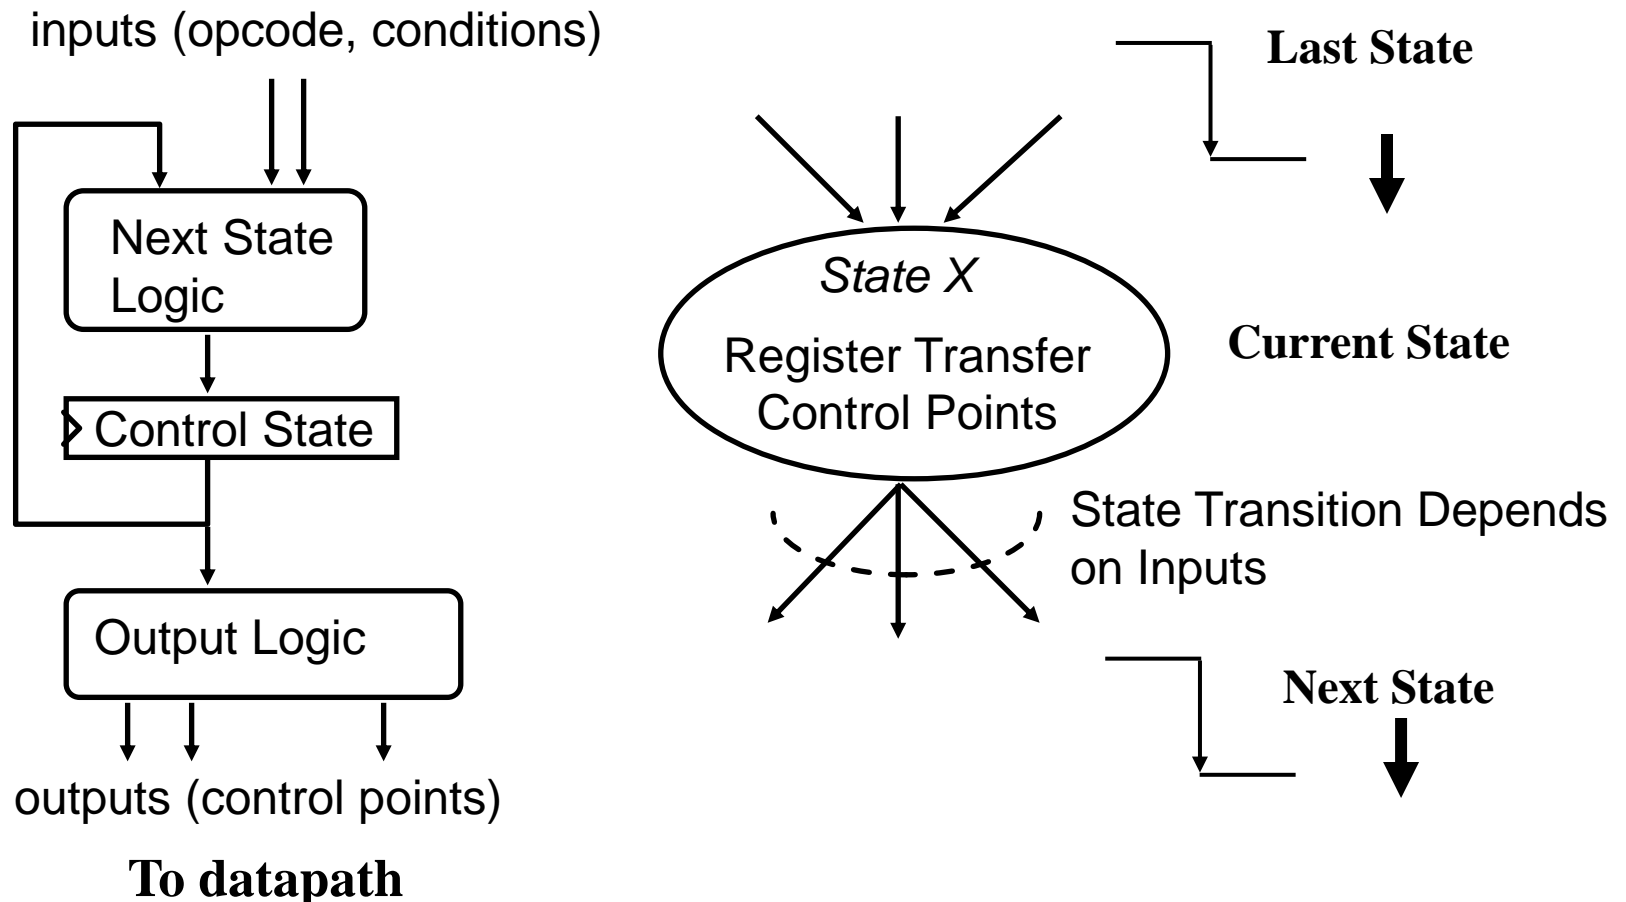 inputs (opcode, conditions)
Next State
Logic
Control State
Output Logic
outputs (control points)
To datapath
State X
Register Transfer
Control Points
State Transition Depends
on Inputs
Last State
Current State
Next State